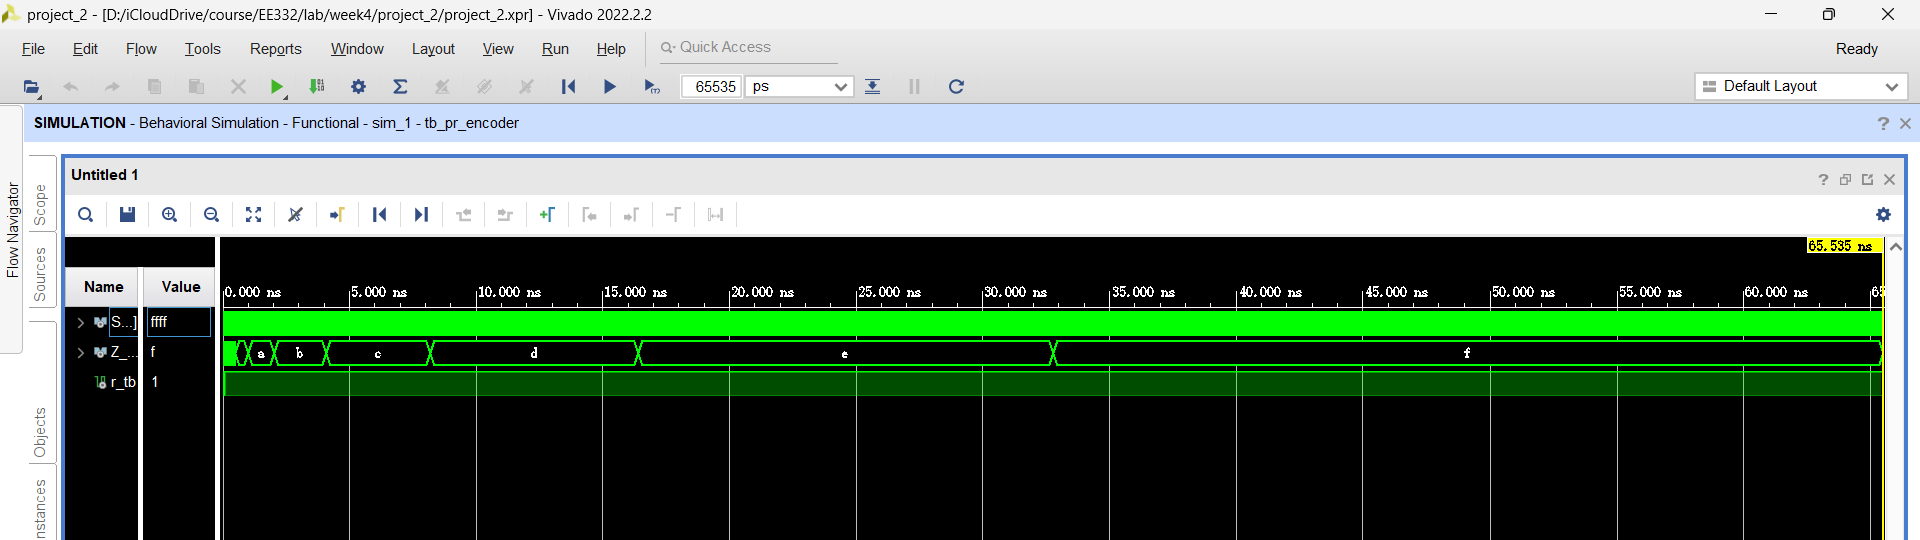 project_2 - [D:/iCloudDrive/course/EE332/lab/week4/project_2/project_2.xpr] - Vivado 2022.2.2
File Edit Flow Tools Reports Window Layout View Run Help Quick Access Ready
65535 ps Default Layout
SIMULATION - Behavioral Simulation - Functional - sim_1 - tb_pr_encoder
Flow Navigator
Scope
Sources
Objects
nstances
Untitled 1
65.535 ns
Name Value
0.000 ns 5.000 ns 10.000 ns 15.000 ns 20.000 ns 25.000 ns 30.000 ns 35.000 ns 40.000 ns 45.000 ns 50.000 ns 55.000 ns 60.000 ns 65
S...] ffff
Z_... f a b c d e f
r_tb 1